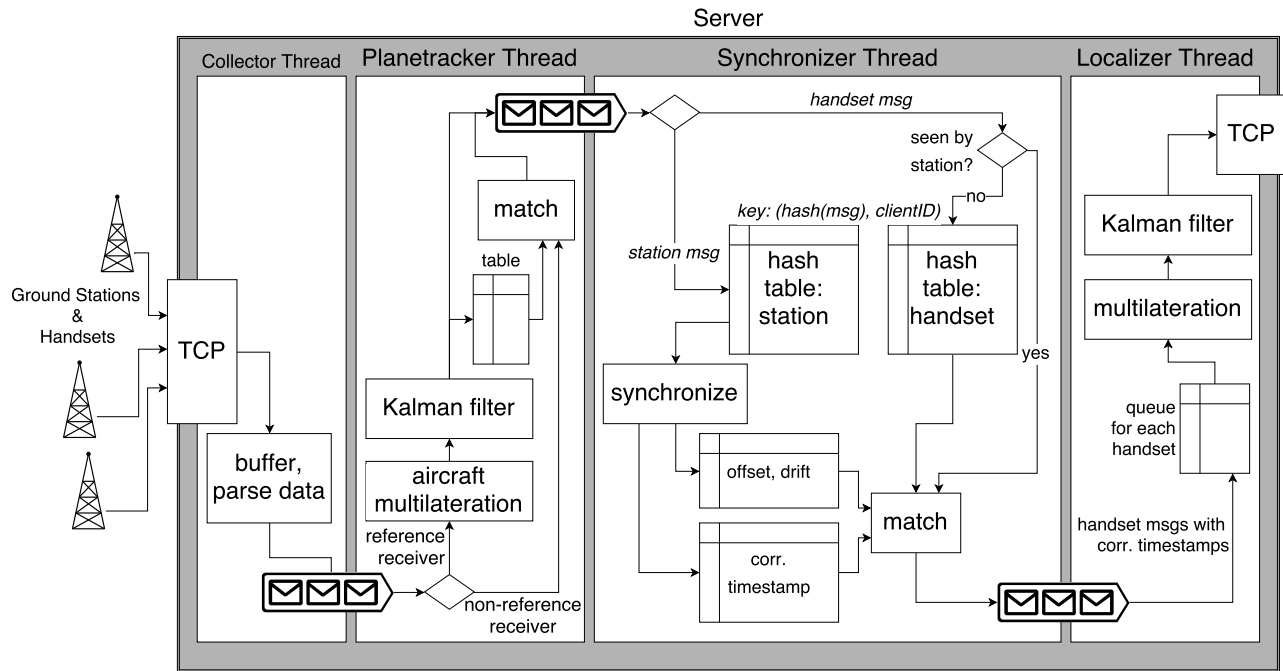 Server
Collector Thread
Planetracker Thread
Synchronizer Thread
Localizer Thread
Ground Stations
&
Handsets
TCP
buffer,
parse data
match
table
Kalman filter
aircraft
multilateration
reference
receiver
non-reference
receiver
handset msg
seen by
station?
no
yes
key: (hash(msg), clientID)
station msg
hash
table:
station
hash
table:
handset
synchronize
offset, drift
corr.
timestamp
match
TCP
Kalman filter
multilateration
queue
for each
handset
handset msgs with
corr. timestamps